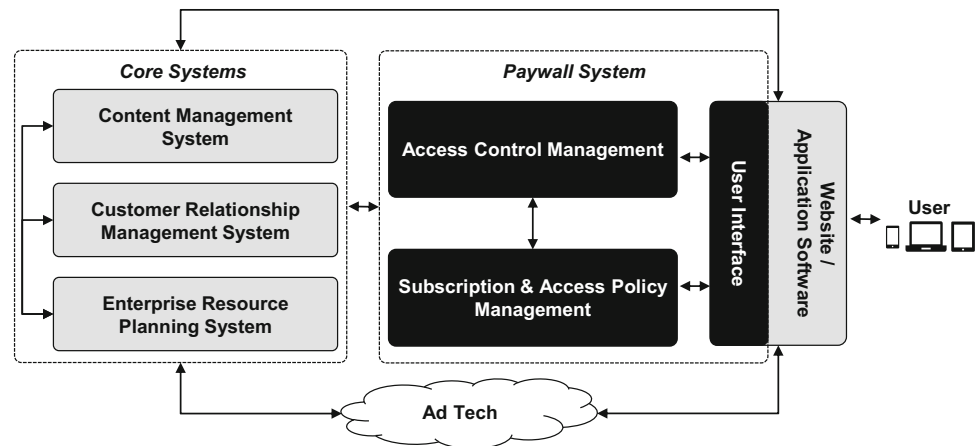 Core Systems
Content Management
System
Customer Relationship
Management System
Enterprise Resource
Planning System
Paywall System
Access Control Management
Subscription & Access Policy
Management
User Interface
Website /
Application Software
User
Ad Tech